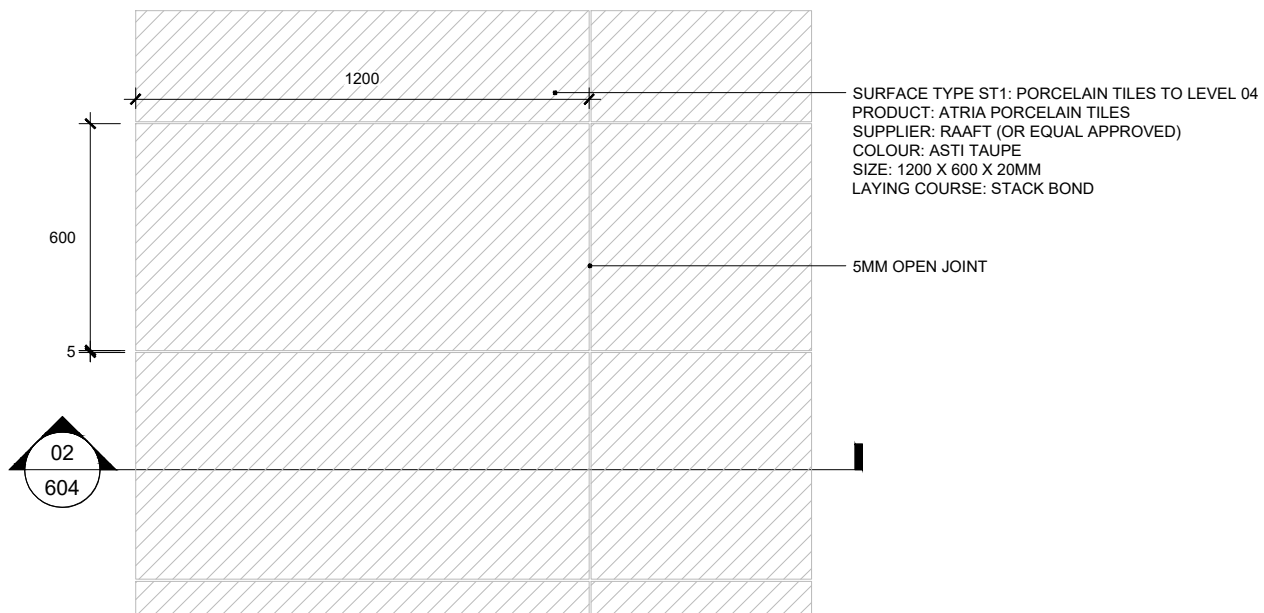 1200
SURFACE TYPE ST1: PORCELAIN TILES TO LEVEL 04
PRODUCT: ATRIA PORCELAIN TILES
SUPPLIER: RAAFT (OR EQUAL APPROVED)
COLOUR: ASTI TAUPE
SIZE: 1200 X 600 X 20MM
LAYING COURSE: STACK BOND
600
5MM OPEN JOINT
5
02
604